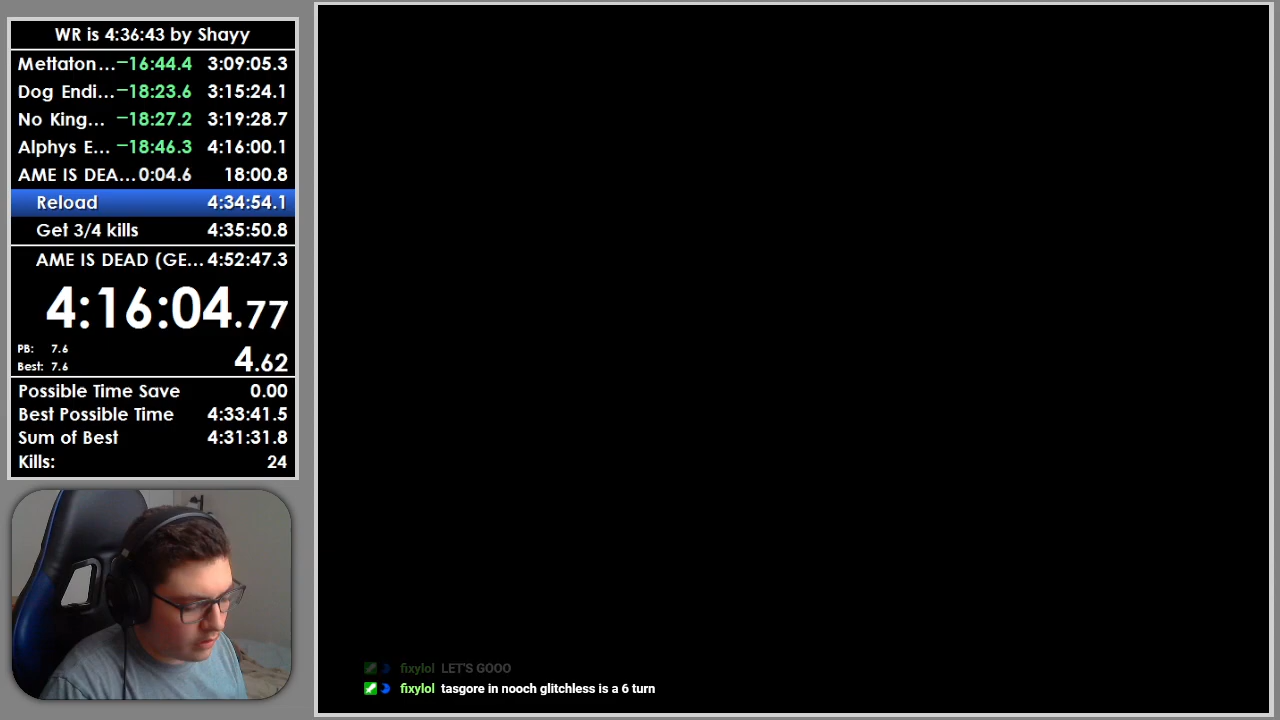 WR is 4:36:43 by Shayy
Mettaton... −16:44.4 3:09:05.3
Dog Endi... −18:23.6 3:15:24.1
No King... −18:27.2 3:19:28.7
Alphys E... −18:46.3 4:16:00.1
AME IS DEA... 0:04.6 18:00.8
Reload 4:34:54.1
Get 3/4 kills 4:35:50.8
AME IS DEAD (GE... 4:52:47.3
4:16:04.77
PB: 7.6
Best: 7.6
4.62
Possible Time Save 0.00
Best Possible Time 4:33:41.5
Sum of Best 4:31:31.8
Kills: 24
fixylol LET'S GOOO
fixylol tasgore in nooch glitchless is a 6 turn